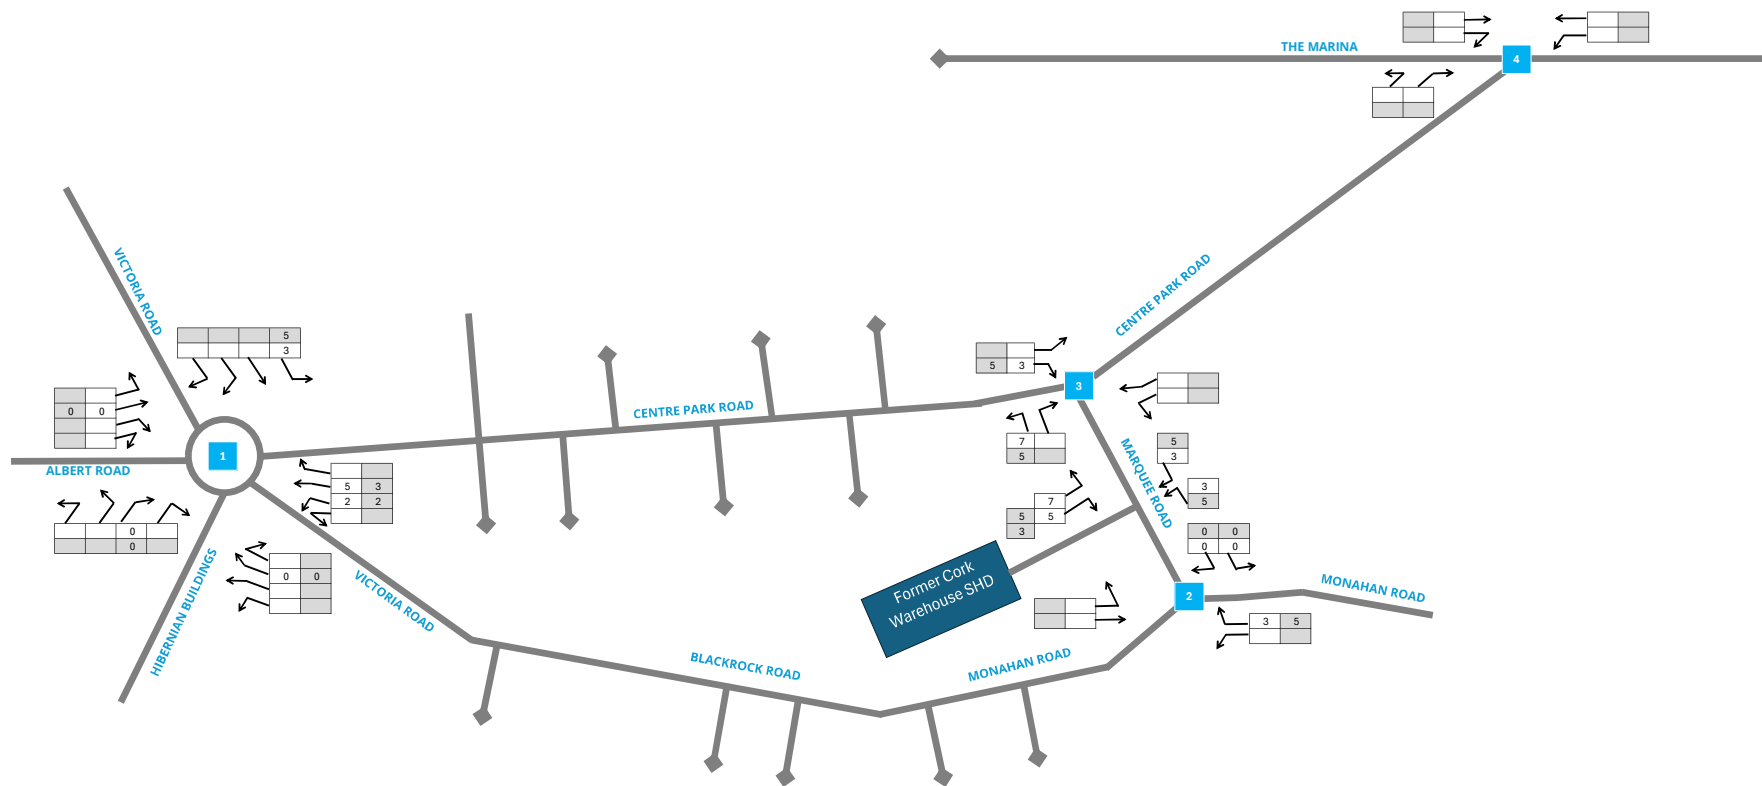 THE MARINA
4
VICTORIA ROAD
CENTRE PARK ROAD
5
3
5 3
3
0 0
7
5
CENTRE PARK ROAD
5
3
MARQUEE ROAD
1
ALBERT ROAD
5 3
2 2
3
5
7
5 5
3
0
0
0 0
0 0
Former Cork
Warehouse SHD
0 0
HIBERNIAN BUILDINGS
VICTORIA ROAD
2
MONAHAN ROAD
3 5
BLACKROCK ROAD
MONAHAN ROAD